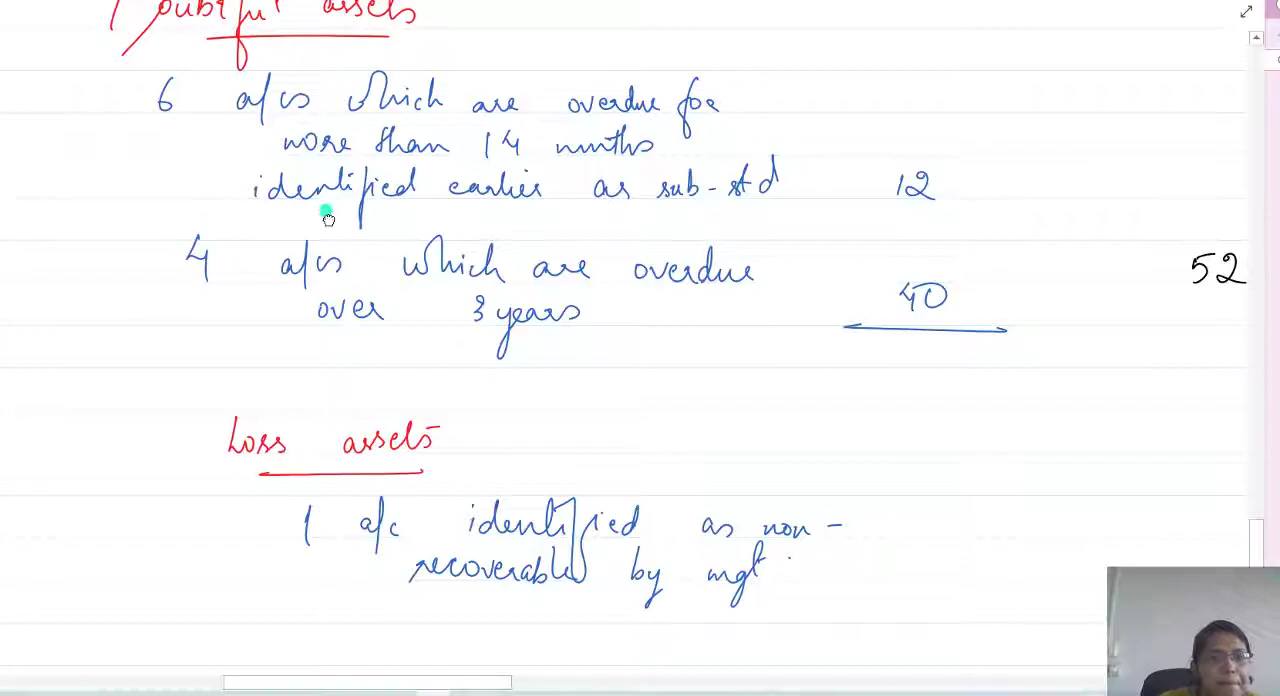 Doubtful assets
6 a/cs which are overdue for
more than 14 months
identified earlier as sub-std 12
4 a/cs which are overdue
over 3 years 40
52
Loss assets
1 a/c identified as non-
recoverable by mgt